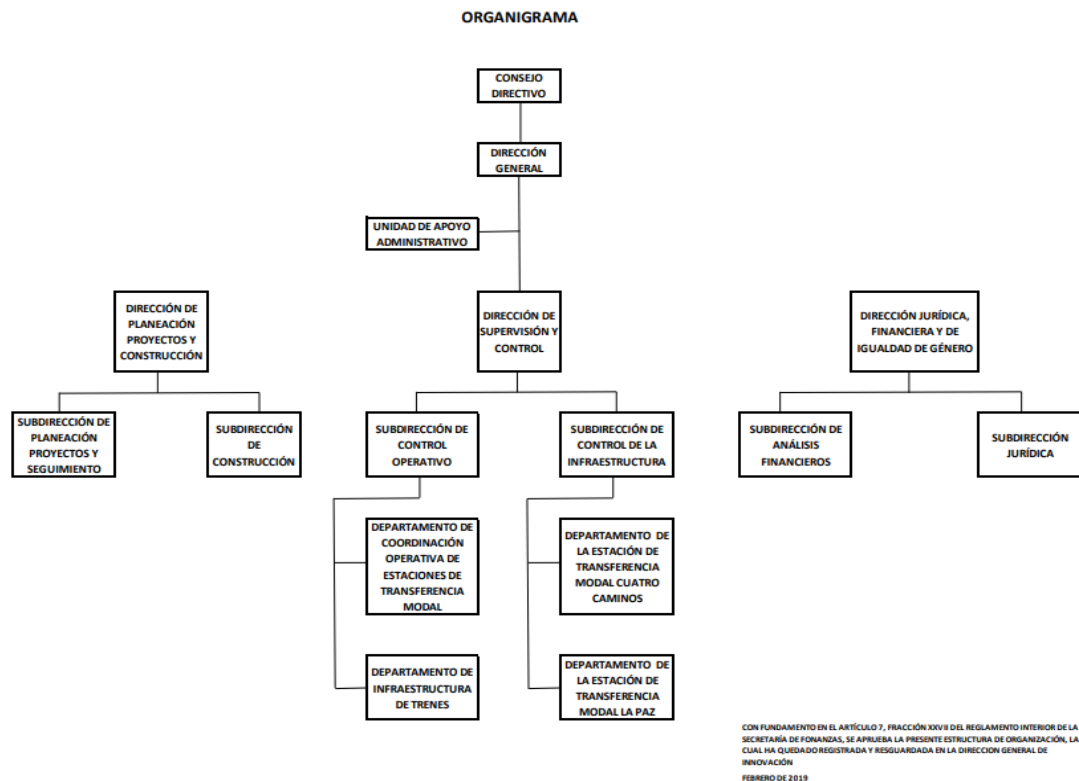 ORGANIGRAMA
CONSEJO
DIRECTIVO
DIRECCIÓN
GENERAL
UNIDAD DE APOYO
ADMINISTRATIVO
DIRECCIÓN DE
PLANEACIÓN
PROYECTOS Y
CONSTRUCCIÓN
DIRECCIÓN DE
SUPERVISIÓN Y
CONTROL
DIRECCIÓN JURÍDICA,
FINANCIERA Y DE
IGUALDAD DE GÉNERO
SUBDIRECCIÓN DE
PLANEACIÓN
PROYECTOS Y
SEGUIMIENTO
SUBDIRECCIÓN
DE
CONSTRUCCIÓN
SUBDIRECCIÓN DE
CONTROL
OPERATIVO
SUBDIRECCIÓN DE
CONTROL DE LA
INFRAESTRUCTURA
SUBDIRECCIÓN DE
ANÁLISIS
FINANCIEROS
SUBDIRECCIÓN
JURÍDICA
DEPARTAMENTO DE
COORDINACIÓN
OPERATIVA DE
ESTACIONES DE
TRANSFERENCIA
MODAL
DEPARTAMENTO DE
LA ESTACIÓN DE
TRANSFERENCIA
MODAL CUATRO
CAMINOS
DEPARTAMENTO DE
INFRAESTRUCTURA
DE TRENES
DEPARTAMENTO DE
LA ESTACIÓN DE
TRANSFERENCIA
MODAL LA PAZ
CON FUNDAMENTO EN EL ARTÍCULO 7, FRACCIÓN XXVII DEL REGLAMENTO INTERIOR DE LA
SECRETARÍA DE FONANZAS, SE APRUEBA LA PRESENTE ESTRUCTURA DE ORGANIZACIÓN, LA
CUAL HA QUEDADO REGISTRADA Y RESGUARDADA EN LA DIRECCION GENERAL DE
INNOVACIÓN
FEBRERO DE 2019